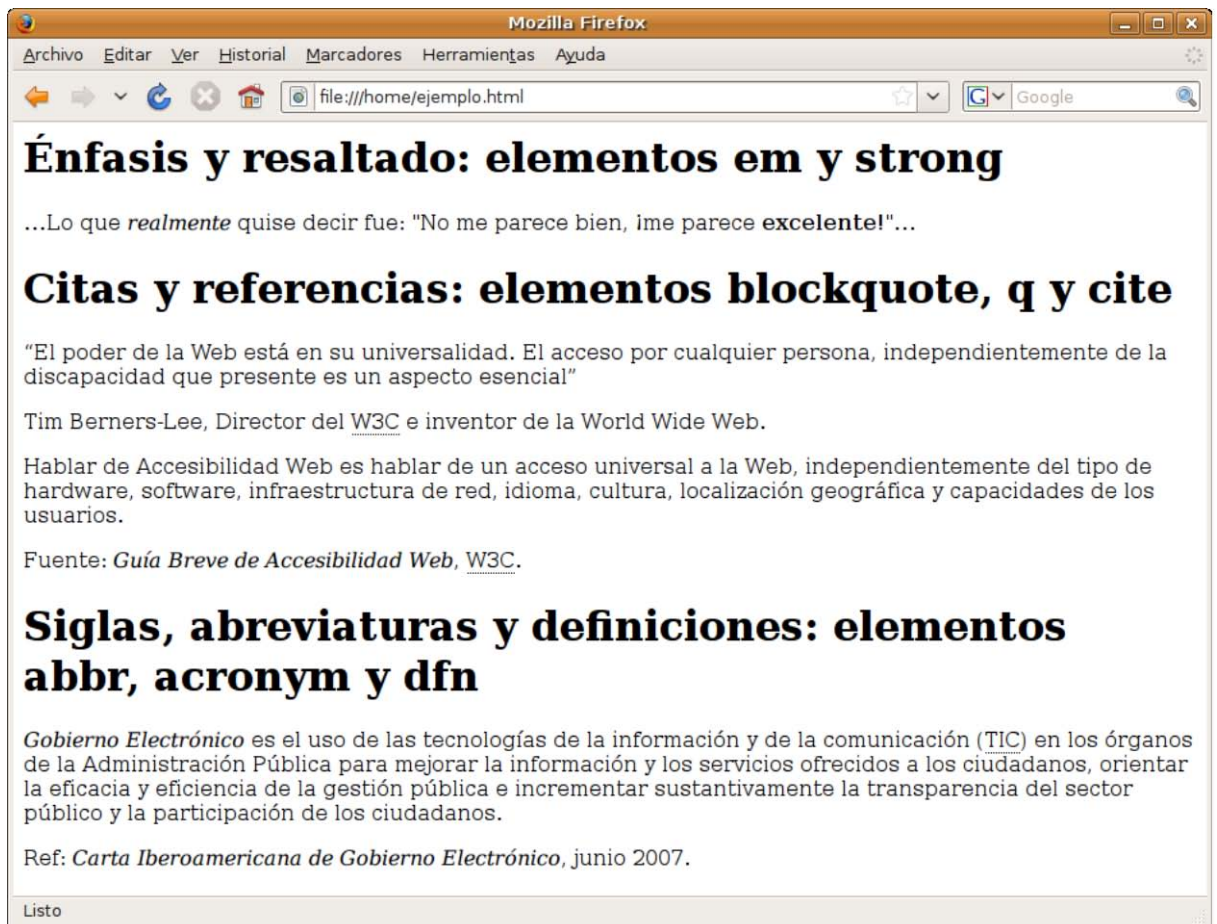 Mozilla Firefox
Archivo Editar Ver Historial Marcadores Herramientas Ayuda
file:///home/ejemplo.html
G Google
Énfasis y resaltado: elementos em y strong
...Lo que realmente quise decir fue: "No me parece bien, ¡me parece excelente!"...
Citas y referencias: elementos blockquote, q y cite
“El poder de la Web está en su universalidad. El acceso por cualquier persona, independientemente de la
discapacidad que presente es un aspecto esencial”
Tim Berners-Lee, Director del W3C e inventor de la World Wide Web.
Hablar de Accesibilidad Web es hablar de un acceso universal a la Web, independientemente del tipo de
hardware, software, infraestructura de red, idioma, cultura, localización geográfica y capacidades de los
usuarios.
Fuente: Guía Breve de Accesibilidad Web, W3C.
Siglas, abreviaturas y definiciones: elementos
abbr, acronym y dfn
Gobierno Electrónico es el uso de las tecnologías de la información y de la comunicación (TIC) en los órganos
de la Administración Pública para mejorar la información y los servicios ofrecidos a los ciudadanos, orientar
la eficacia y eficiencia de la gestión pública e incrementar sustantivamente la transparencia del sector
público y la participación de los ciudadanos.
Ref: Carta Iberoamericana de Gobierno Electrónico, junio 2007.
Listo